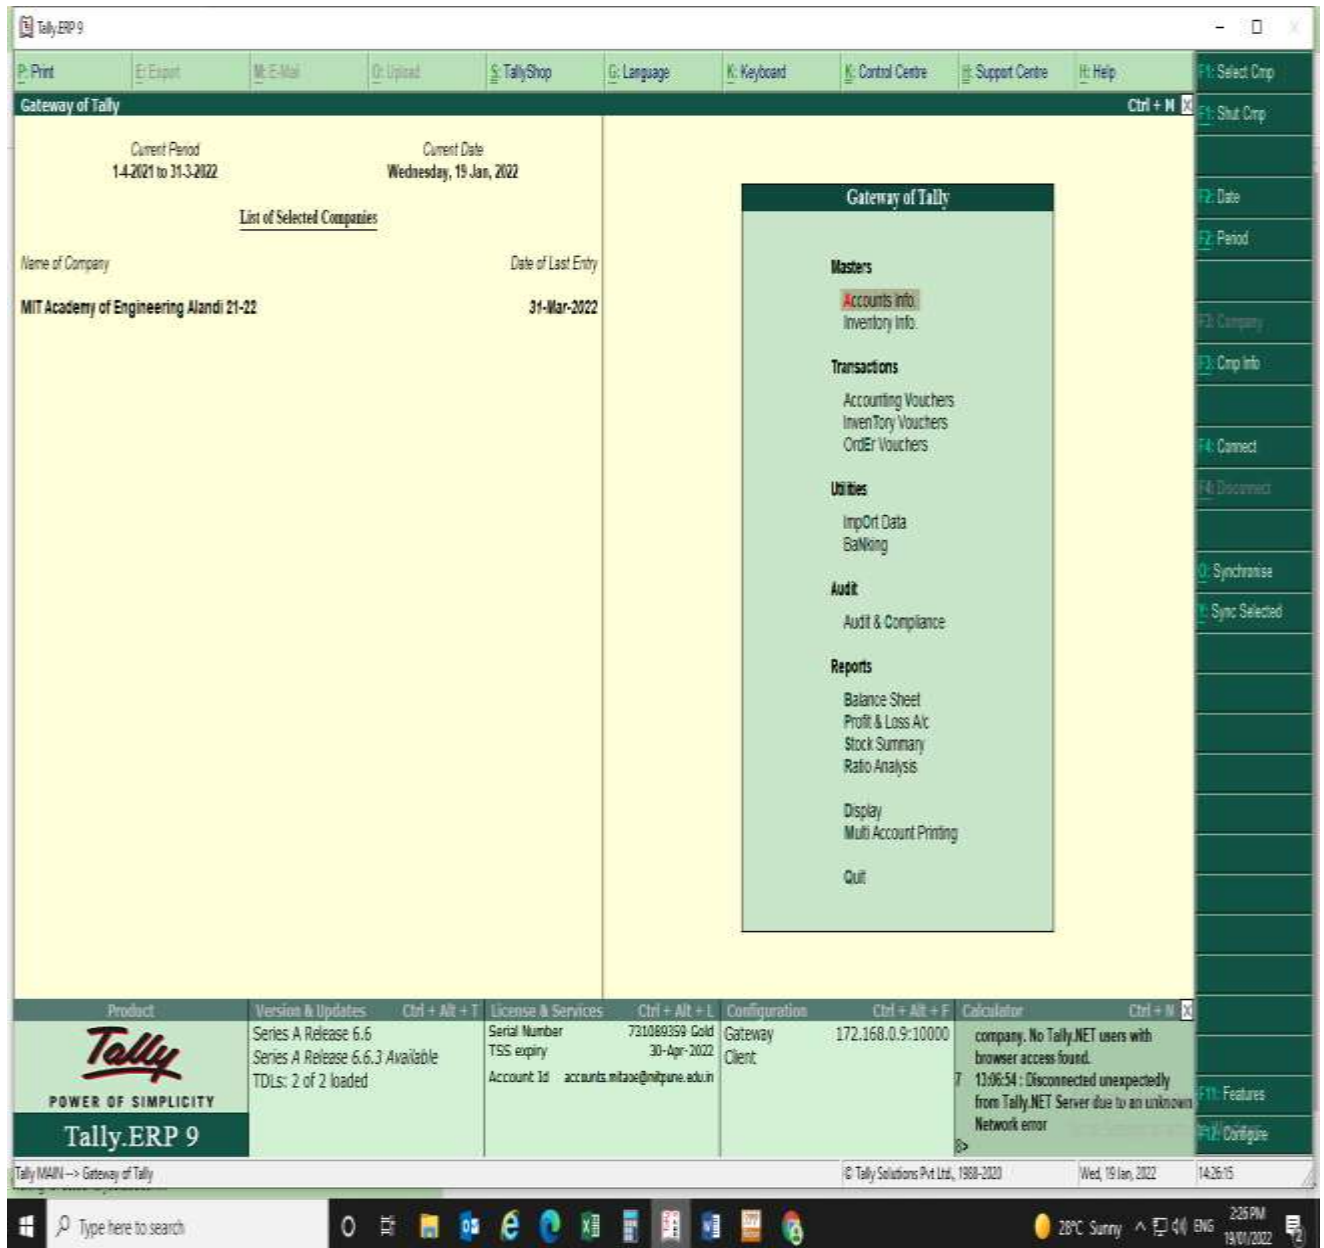 Tally.ERP 9
P: Print
E: Export
M: E-Mail
O: Upload
S: TallyShop
G: Language
K: Keyboard
K: Control Centre
H: Support Centre
H: Help
F1: Select Cmp
Gateway of Tally
Ctrl + N
F1: Shut Cmp
Current Period
Current Date
1-4-2021 to 31-3-2022
Wednesday, 19 Jan, 2022
List of Selected Companies
Name of Company
Date of Last Entry
MIT Academy of Engineering Alandi 21-22
31-Mar-2022
Gateway of Tally
Masters
Accounts Info.
Inventory Info.
Transactions
Accounting Vouchers
InvenTory Vouchers
OrdEr Vouchers
Utilities
ImpOrt Data
BaNking
Audit
Audit & Compliance
Reports
Balance Sheet
Profit & Loss A/c
Stock Summary
Ratio Analysis
Display
Multi Account Printing
Quit
F2: Date
F2: Period
F3: Company
F3: Cmp Info
F4: Connect
F4: Disconnect
O: Synchronise
Y: Sync Selected
F11: Features
F12: Configure
Product
Tally
POWER OF SIMPLICITY
Tally.ERP 9
Version & Updates Ctrl + Alt + T
Series A Release 6.6
Series A Release 6.6.3 Available
TDLs: 2 of 2 loaded
License & Services Ctrl + Alt + L
Serial Number 731089359 Gold
TSS expiry 30-Apr-2022
Account Id accounts.mitaoe@mitpune.edu.in
Configuration Ctrl + Alt + F
Gateway 172.168.0.9:10000
Client
Calculator Ctrl + N
company. No Tally.NET users with
browser access found.
7 13:06:54 : Disconnected unexpectedly
from Tally.NET Server due to an unknown
Network error
8>
Tally MAIN --> Gateway of Tally
© Tally Solutions Pvt Ltd., 1988-2020
Wed, 19 Jan, 2022
14:26:15
Type here to search
28°C Sunny
ENG
2:26 PM
19/01/2022
2